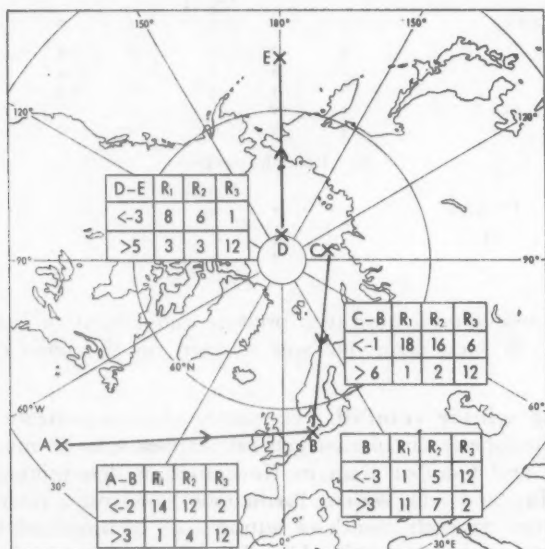 150° 180° 150°
E
120° 120°
D–E R₁ R₂ R₃
<-3 8 6 1
>5 3 3 12
D
C
90° 90°
C–B R₁ R₂ R₃
<-1 18 16 6
>6 1 2 12
60°N
60°W 60°
A
B
30°
A–B R₁ R₂ R₃
<-2 14 12 2
>3 1 4 12
B R₁ R₂ R₃
<-3 1 5 12
>3 11 7 2
0° 30°E